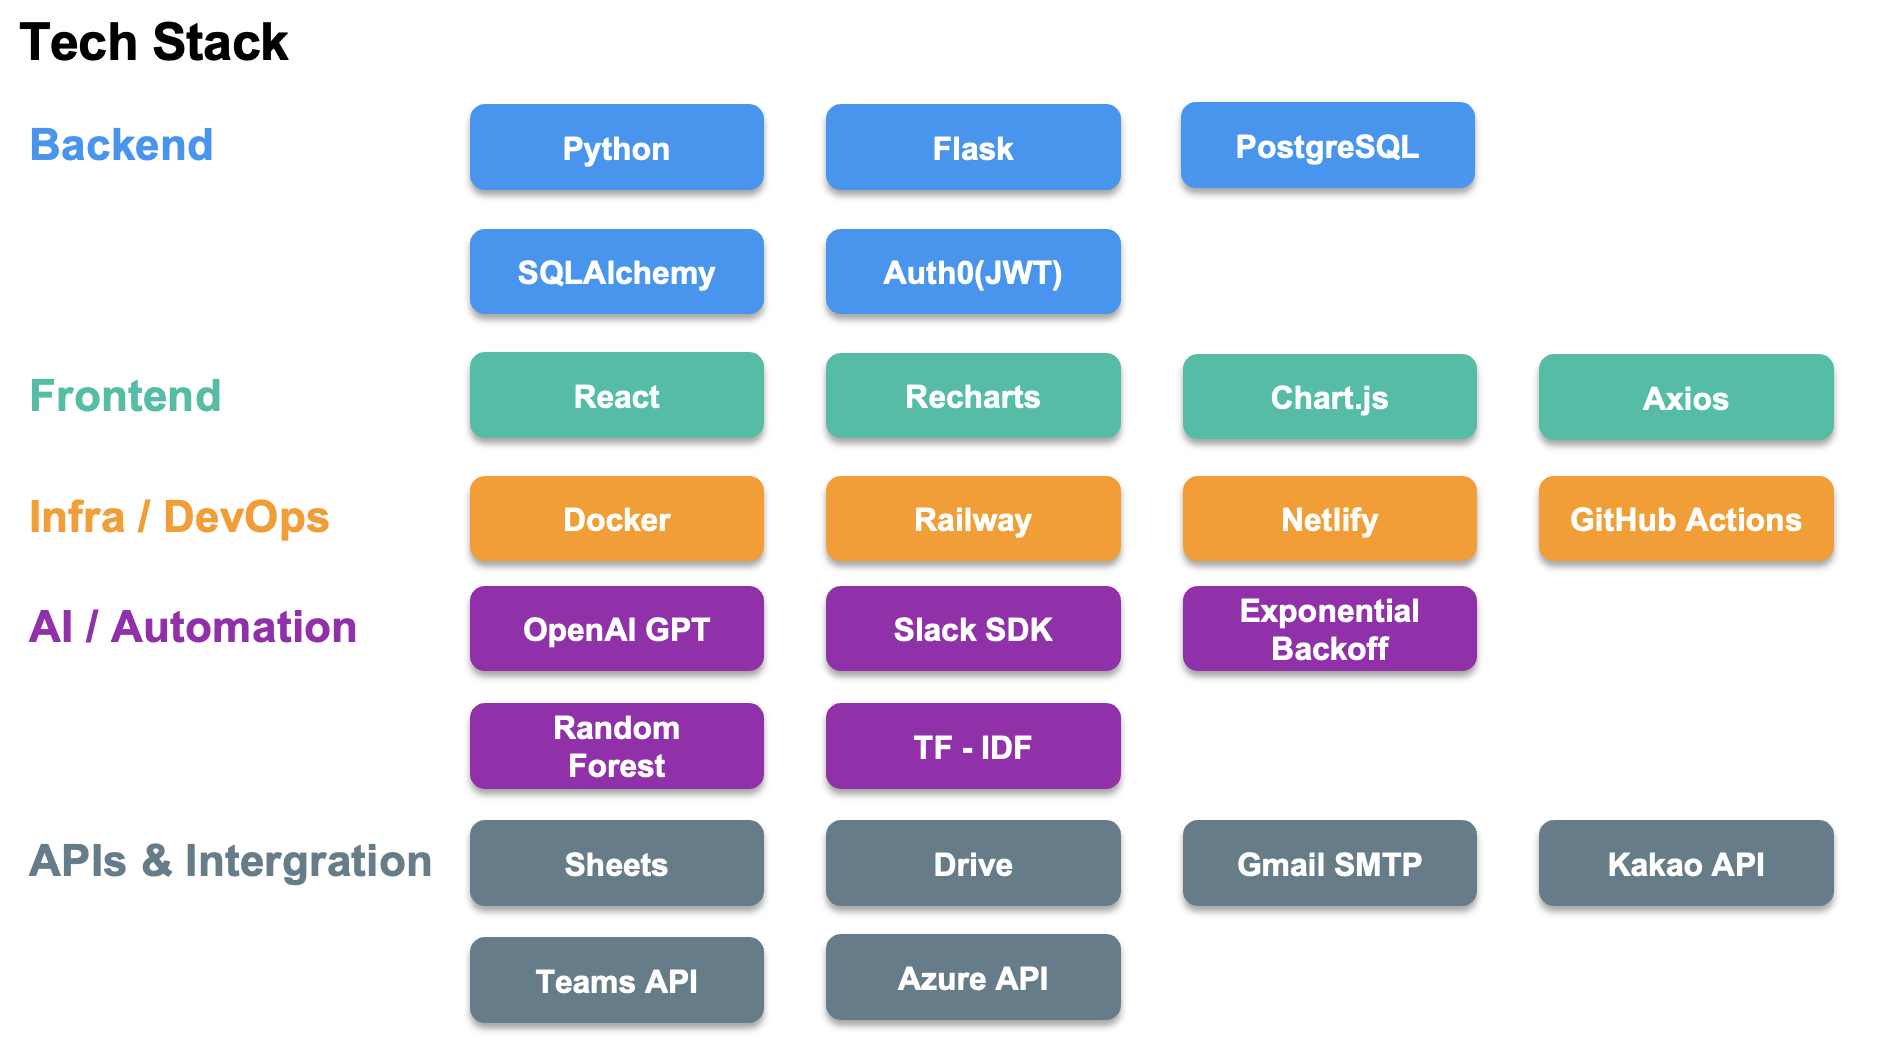 Tech Stack
Backend
Python
Flask
PostgreSQL
SQLAlchemy
Auth0(JWT)
Frontend
React
Recharts
Chart.js
Axios
Infra / DevOps
Docker
Railway
Netlify
GitHub Actions
AI / Automation
OpenAI GPT
Slack SDK
Exponential
Backoff
Random
Forest
TF - IDF
APIs & Intergration
Sheets
Drive
Gmail SMTP
Kakao API
Teams API
Azure API